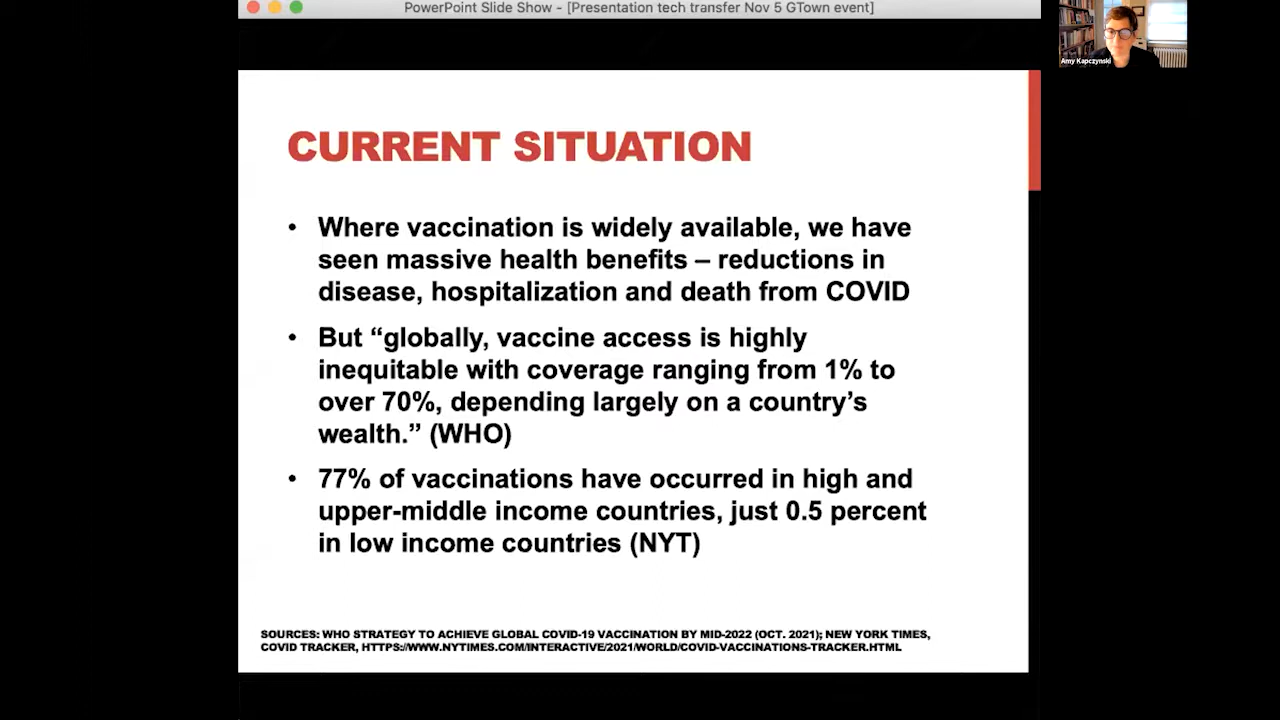 PowerPoint Slide Show - [Presentation tech transfer Nov 5 GTown event]
Amy Kapczynski
CURRENT SITUATION
• Where vaccination is widely available, we have
seen massive health benefits – reductions in
disease, hospitalization and death from COVID
• But “globally, vaccine access is highly
inequitable with coverage ranging from 1% to
over 70%, depending largely on a country’s
wealth.” (WHO)
• 77% of vaccinations have occurred in high and
upper-middle income countries, just 0.5 percent
in low income countries (NYT)
SOURCES: WHO STRATEGY TO ACHIEVE GLOBAL COVID-19 VACCINATION BY MID-2022 (OCT. 2021); NEW YORK TIMES,
COVID TRACKER, HTTPS://WWW.NYTIMES.COM/INTERACTIVE/2021/WORLD/COVID-VACCINATIONS-TRACKER.HTML